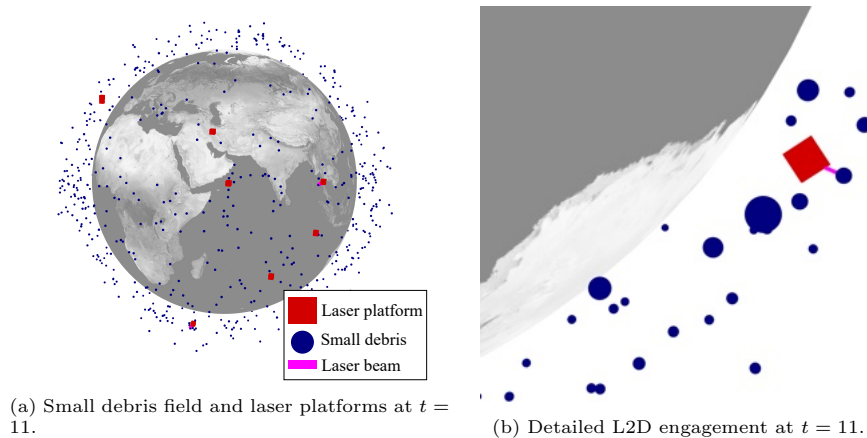 Laser platform
Small debris
Laser beam
(a) Small debris field and laser platforms at t =
11.
(b) Detailed L2D engagement at t = 11.